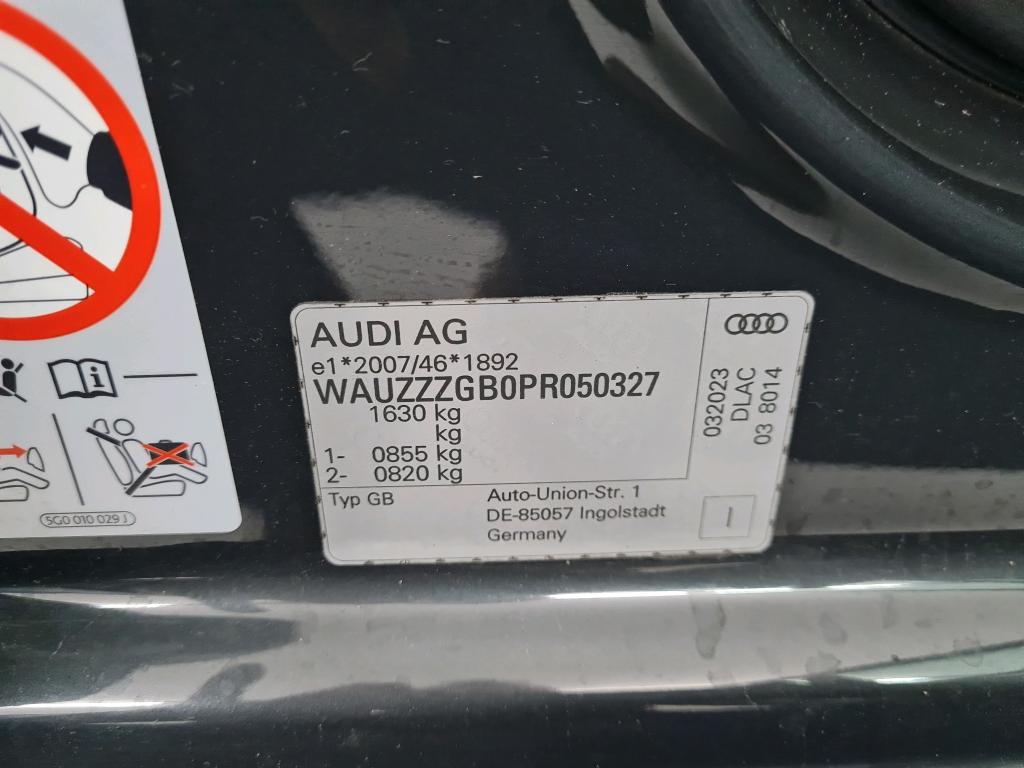 AUDI AG
e1*2007/46*1892
WAUZZZGB0PR050327
1630 kg
kg
1- 0855 kg
2- 0820 kg
Typ GB
Auto-Union-Str. 1
DE-85057 Ingolstadt
Germany
032023
DLAC
03 8014
I
i
5G0 010 029 J